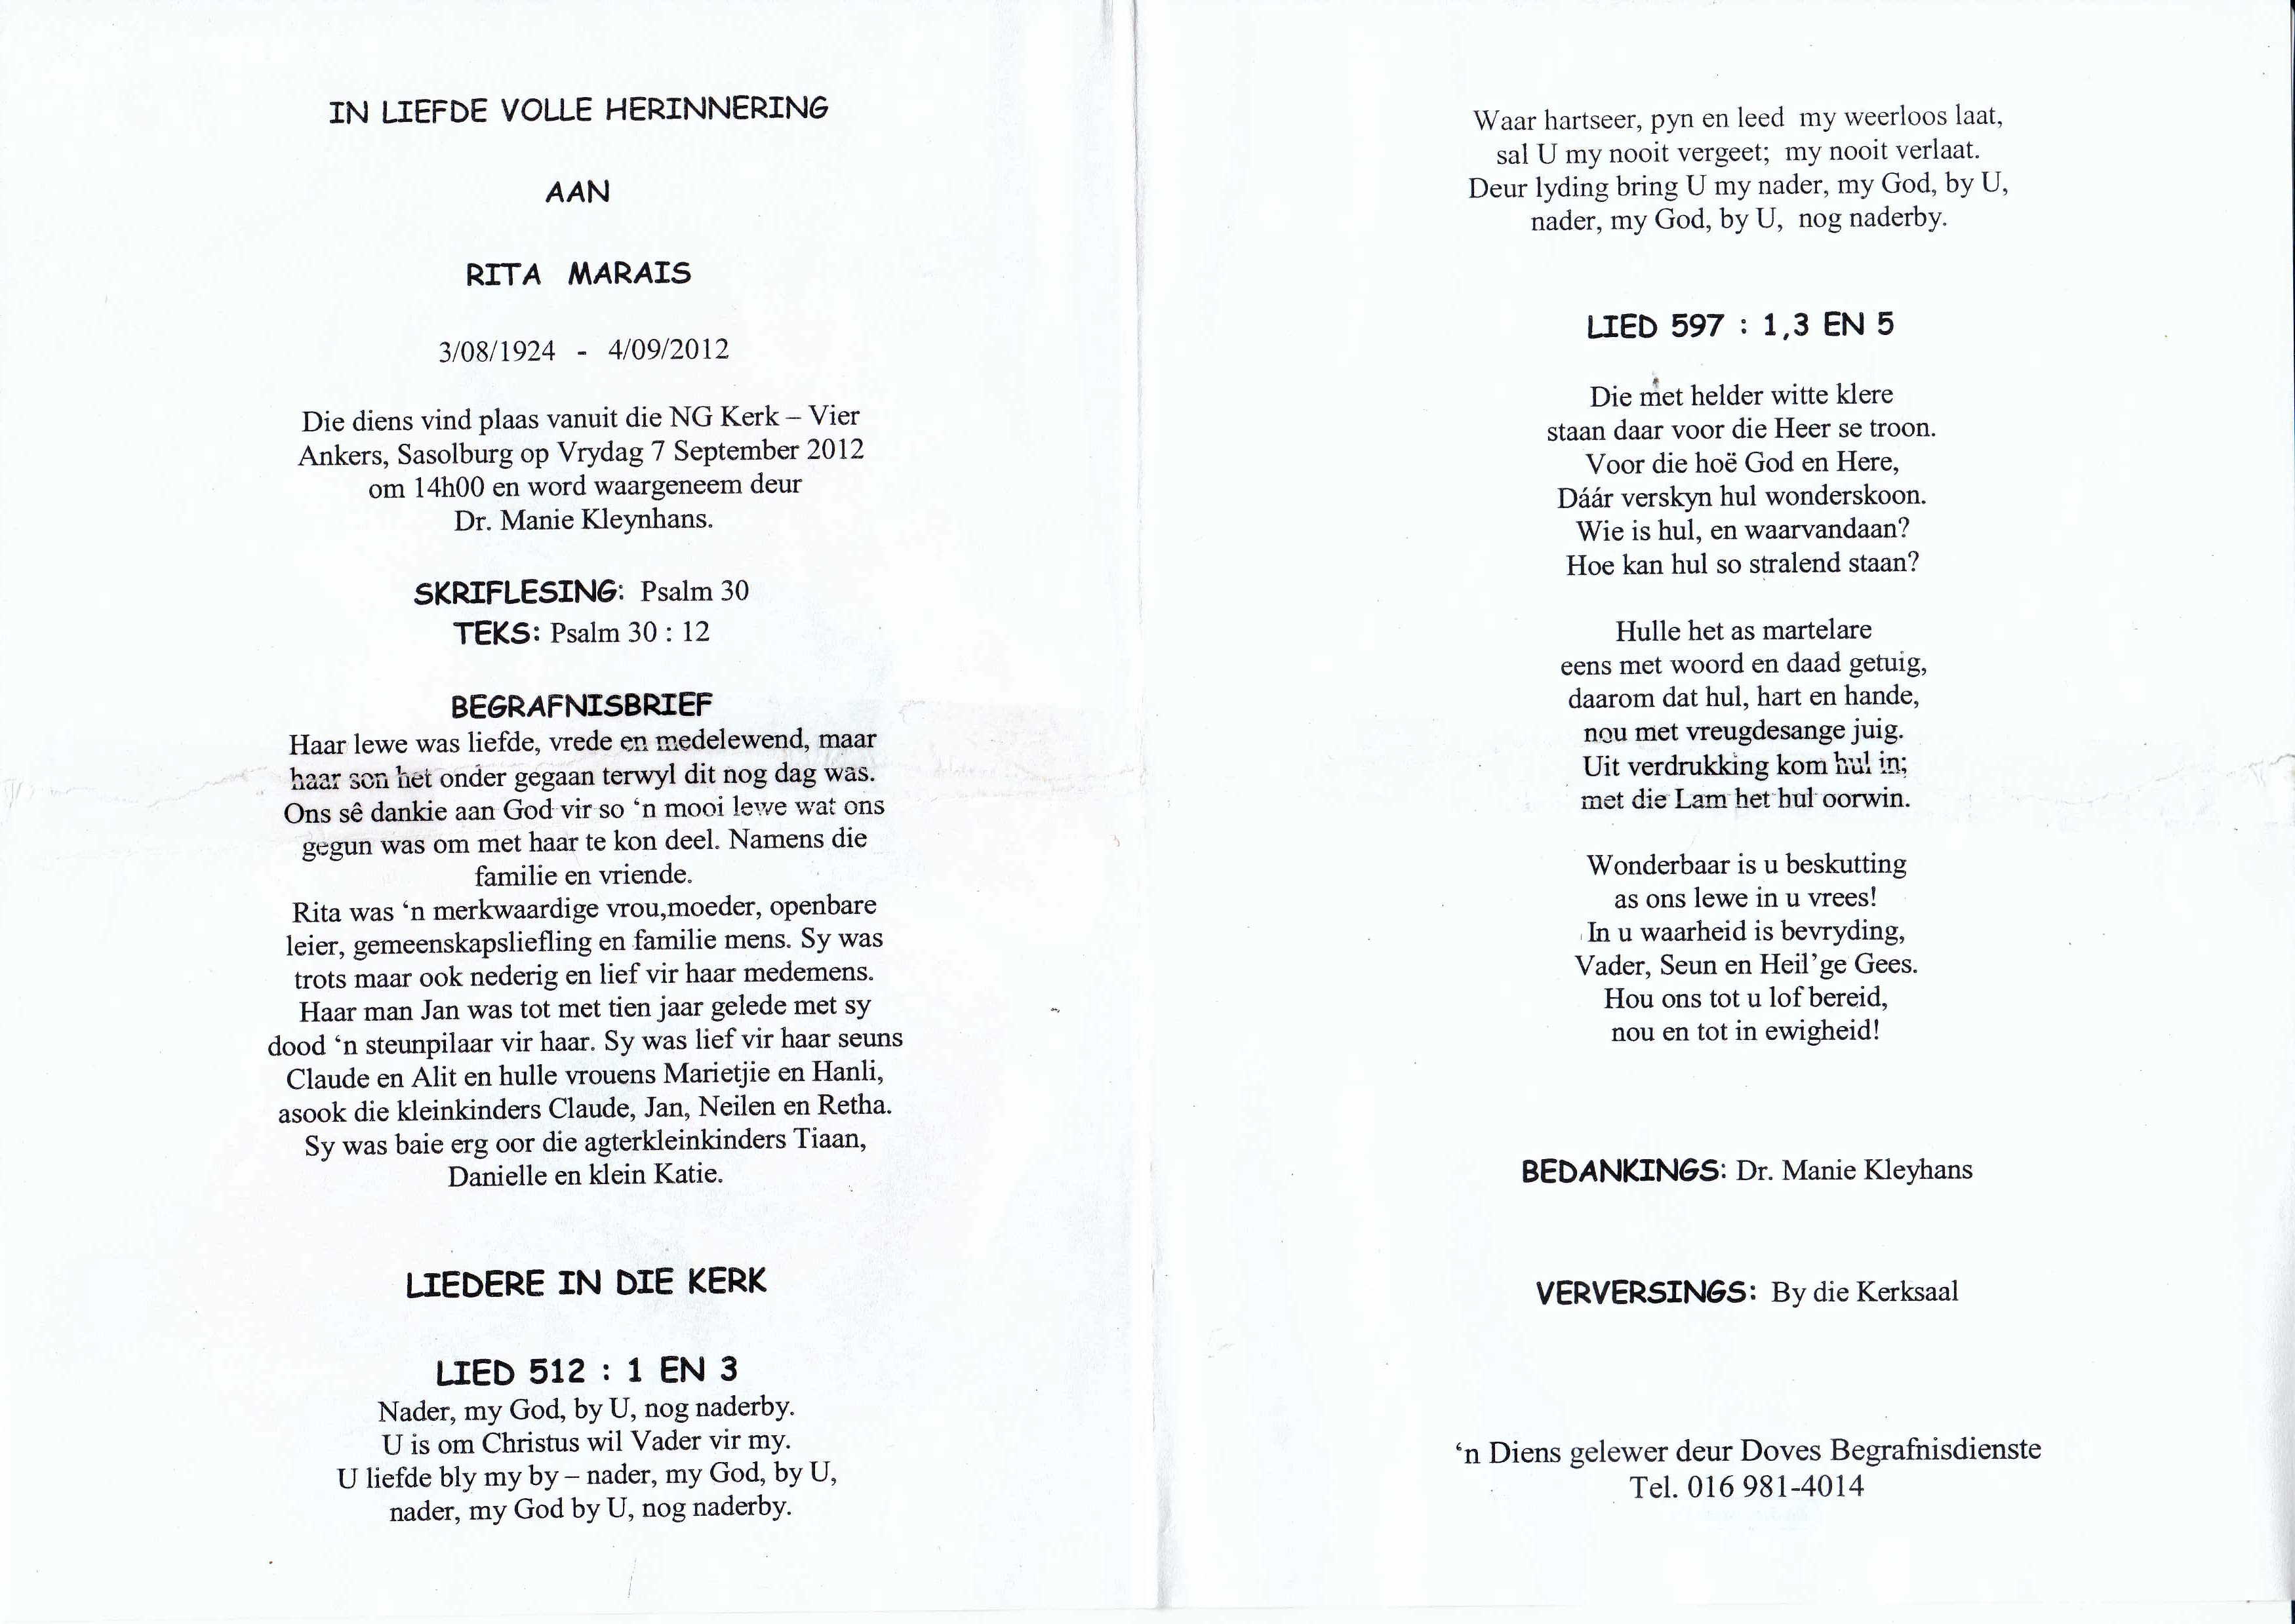 IN LIEFDE VOLLE HERINNERING
AAN
RITA MARAIS
3/08/1924 - 4/09/2012
Die diens vind plaas vanuit die NG Kerk – Vier
Ankers, Sasolburg op Vrydag 7 September 2012
om 14h00 en word waargeneem deur
Dr. Manie Kleynhans.
SKRIFLESING: Psalm 30
TEKS: Psalm 30 : 12
BEGRAFNISBRIEF
Haar lewe was liefde, vrede en medelewend, maar
haar son het onder gegaan terwyl dit nog dag was.
Ons sê dankie aan God vir so ‘n mooi lewe wat ons
gegun was om met haar te kon deel. Namens die
familie en vriende.
Rita was ‘n merkwaardige vrou,moeder, openbare
leier, gemeenskapsliefling en familie mens. Sy was
trots maar ook nederig en lief vir haar medemens.
Haar man Jan was tot met tien jaar gelede met sy
dood ‘n steunpilaar vir haar. Sy was lief vir haar seuns
Claude en Alit en hulle vrouens Marietjie en Hanli,
asook die kleinkinders Claude, Jan, Neilen en Retha.
Sy was baie erg oor die agterkleinkinders Tiaan,
Danielle en klein Katie.
LIEDERE IN DIE KERK
LIED 512 : 1 EN 3
Nader, my God, by U, nog naderby.
U is om Christus wil Vader vir my.
U liefde bly my by – nader, my God, by U,
nader, my God by U, nog naderby.
Waar hartseer, pyn en leed my weerloos laat,
sal U my nooit vergeet; my nooit verlaat.
Deur lyding bring U my nader, my God, by U,
nader, my God, by U, nog naderby.
LIED 597 : 1,3 EN 5
Die met helder witte klere
staan daar voor die Heer se troon.
Voor die hoë God en Here,
Dáár verskyn hul wonderskoon.
Wie is hul, en waarvandaan?
Hoe kan hul so stralend staan?
Hulle het as martelare
eens met woord en daad getuig,
daarom dat hul, hart en hande,
nou met vreugdesange juig.
Uit verdrukking kom hul in;
met die Lam het hul oorwin.
Wonderbaar is u beskutting
as ons lewe in u vrees!
In u waarheid is bevryding,
Vader, Seun en Heil’ge Gees.
Hou ons tot u lof bereid,
nou en tot in ewigheid!
BEDANKINGS: Dr. Manie Kleyhans
VERVERSINGS: By die Kerksaal
‘n Diens gelewer deur Doves Begrafnisdienste
Tel. 016 981-4014